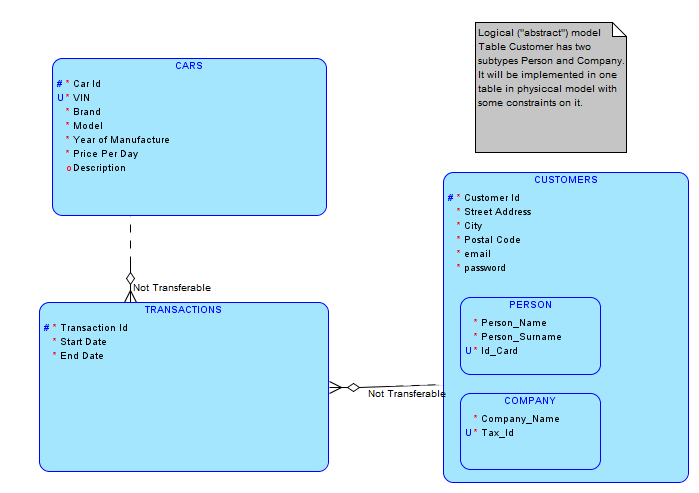 Logical ("abstract") model
Table Customer has two
subtypes Person and Company.
It will be implemented in one
table in physiccal model with
some constraints on it.
CARS
# * Car Id
U * VIN
* Brand
* Model
* Year of Manufacture
* Price Per Day
o Description
Not Transferable
TRANSACTIONS
# * Transaction Id
* Start Date
* End Date
Not Transferable
CUSTOMERS
# * Customer Id
* Street Address
* City
* Postal Code
* email
* password
PERSON
* Person_Name
* Person_Surname
U * Id_Card
COMPANY
* Company_Name
U * Tax_Id